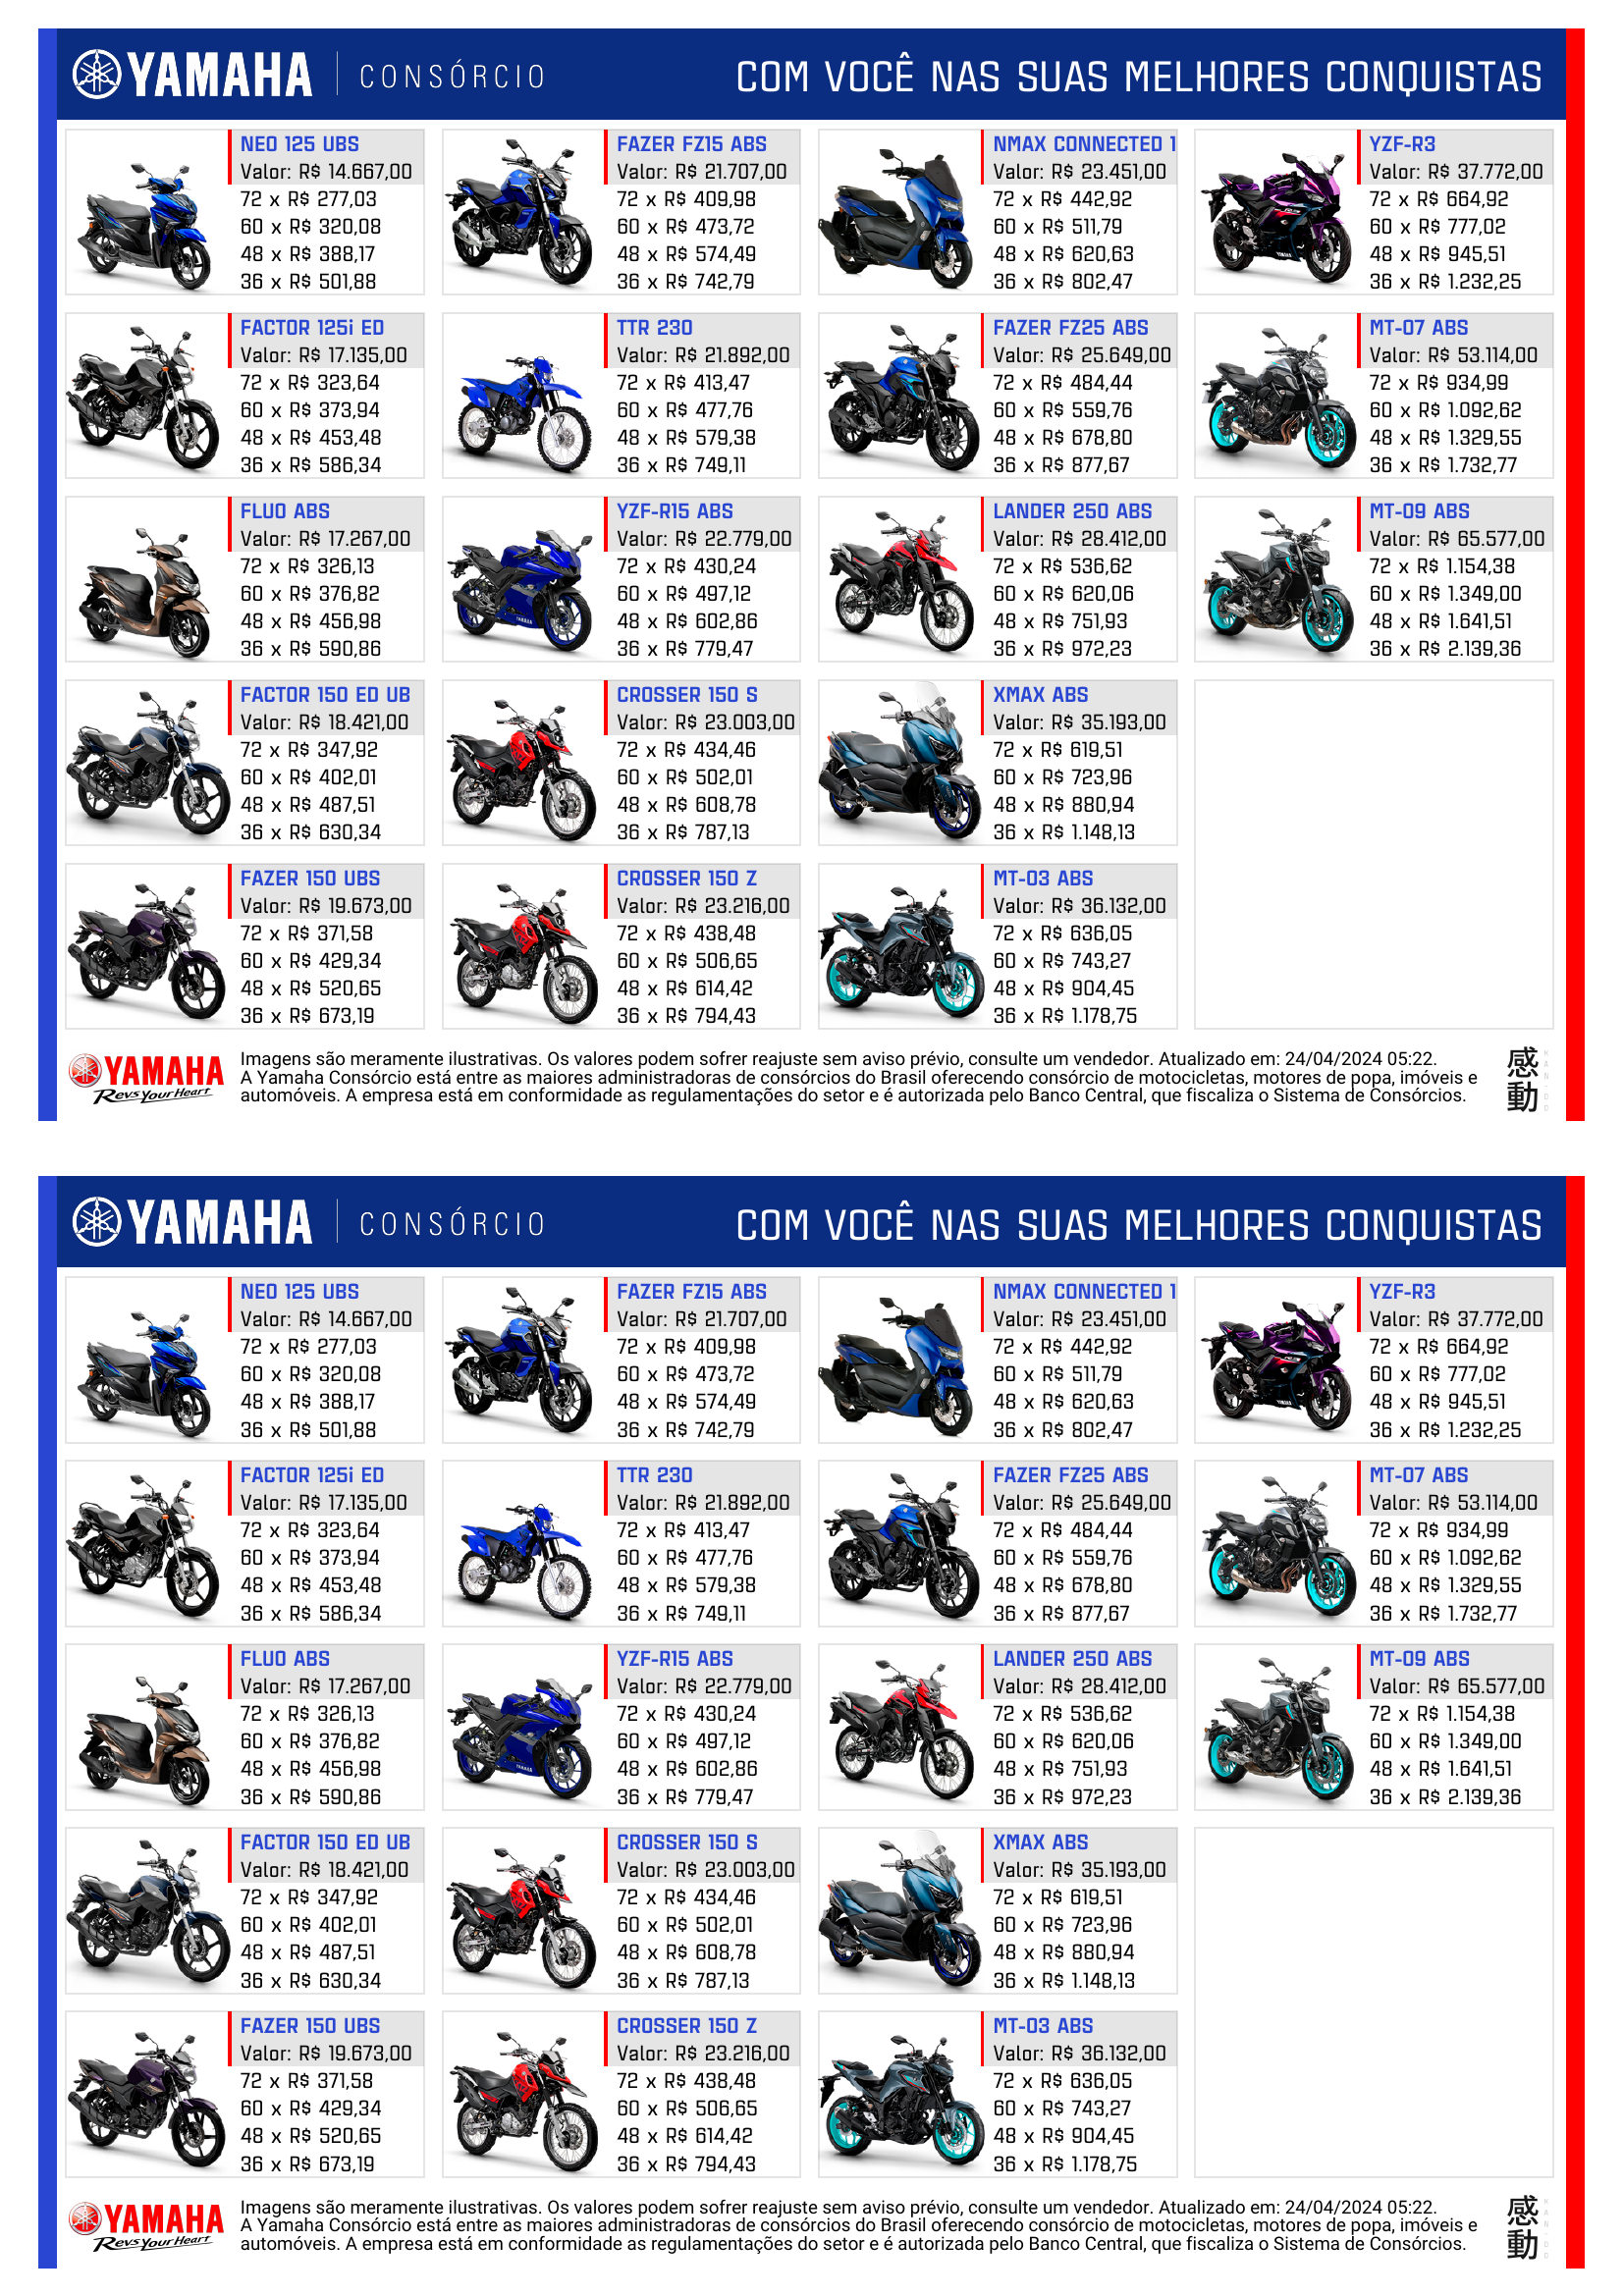 YAMAHA CONSÓRCIO
COM VOCÊ NAS SUAS MELHORES CONQUISTAS
NEO 125 UBS
Valor: R$ 14.667,00
72 x R$ 277,03
60 x R$ 320,08
48 x R$ 388,17
36 x R$ 501,88
FACTOR 125i ED
Valor: R$ 17.135,00
72 x R$ 323,64
60 x R$ 373,94
48 x R$ 453,48
36 x R$ 586,34
FLUO ABS
Valor: R$ 17.267,00
72 x R$ 326,13
60 x R$ 376,82
48 x R$ 456,98
36 x R$ 590,86
FACTOR 150 ED UB
Valor: R$ 18.421,00
72 x R$ 347,92
60 x R$ 402,01
48 x R$ 487,51
36 x R$ 630,34
FAZER 150 UBS
Valor: R$ 19.673,00
72 x R$ 371,58
60 x R$ 429,34
48 x R$ 520,65
36 x R$ 673,19
FAZER FZ15 ABS
Valor: R$ 21.707,00
72 x R$ 409,98
60 x R$ 473,72
48 x R$ 574,49
36 x R$ 742,79
TTR 230
Valor: R$ 21.892,00
72 x R$ 413,47
60 x R$ 477,76
48 x R$ 579,38
36 x R$ 749,11
YZF-R15 ABS
Valor: R$ 22.779,00
72 x R$ 430,24
60 x R$ 497,12
48 x R$ 602,86
36 x R$ 779,47
CROSSER 150 S
Valor: R$ 23.003,00
72 x R$ 434,46
60 x R$ 502,01
48 x R$ 608,78
36 x R$ 787,13
CROSSER 150 Z
Valor: R$ 23.216,00
72 x R$ 438,48
60 x R$ 506,65
48 x R$ 614,42
36 x R$ 794,43
NMAX CONNECTED 1
Valor: R$ 23.451,00
72 x R$ 442,92
60 x R$ 511,79
48 x R$ 620,63
36 x R$ 802,47
FAZER FZ25 ABS
Valor: R$ 25.649,00
72 x R$ 484,44
60 x R$ 559,76
48 x R$ 678,80
36 x R$ 877,67
LANDER 250 ABS
Valor: R$ 28.412,00
72 x R$ 536,62
60 x R$ 620,06
48 x R$ 751,93
36 x R$ 972,23
XMAX ABS
Valor: R$ 35.193,00
72 x R$ 619,51
60 x R$ 723,96
48 x R$ 880,94
36 x R$ 1.148,13
MT-03 ABS
Valor: R$ 36.132,00
72 x R$ 636,05
60 x R$ 743,27
48 x R$ 904,45
36 x R$ 1.178,75
YZF-R3
Valor: R$ 37.772,00
72 x R$ 664,92
60 x R$ 777,02
48 x R$ 945,51
36 x R$ 1.232,25
MT-07 ABS
Valor: R$ 53.114,00
72 x R$ 934,99
60 x R$ 1.092,62
48 x R$ 1.329,55
36 x R$ 1.732,77
MT-09 ABS
Valor: R$ 65.577,00
72 x R$ 1.154,38
60 x R$ 1.349,00
48 x R$ 1.641,51
36 x R$ 2.139,36
YAMAHA
Revs Your Heart
Imagens são meramente ilustrativas. Os valores podem sofrer reajuste sem aviso prévio, consulte um vendedor. Atualizado em: 24/04/2024 05:22.
A Yamaha Consórcio está entre as maiores administradoras de consórcios do Brasil oferecendo consórcio de motocicletas, motores de popa, imóveis e
automóveis. A empresa está em conformidade as regulamentações do setor e é autorizada pelo Banco Central, que fiscaliza o Sistema de Consórcios.
感動
YAMAHA CONSÓRCIO
COM VOCÊ NAS SUAS MELHORES CONQUISTAS
NEO 125 UBS
Valor: R$ 14.667,00
72 x R$ 277,03
60 x R$ 320,08
48 x R$ 388,17
36 x R$ 501,88
FACTOR 125i ED
Valor: R$ 17.135,00
72 x R$ 323,64
60 x R$ 373,94
48 x R$ 453,48
36 x R$ 586,34
FLUO ABS
Valor: R$ 17.267,00
72 x R$ 326,13
60 x R$ 376,82
48 x R$ 456,98
36 x R$ 590,86
FACTOR 150 ED UB
Valor: R$ 18.421,00
72 x R$ 347,92
60 x R$ 402,01
48 x R$ 487,51
36 x R$ 630,34
FAZER 150 UBS
Valor: R$ 19.673,00
72 x R$ 371,58
60 x R$ 429,34
48 x R$ 520,65
36 x R$ 673,19
FAZER FZ15 ABS
Valor: R$ 21.707,00
72 x R$ 409,98
60 x R$ 473,72
48 x R$ 574,49
36 x R$ 742,79
TTR 230
Valor: R$ 21.892,00
72 x R$ 413,47
60 x R$ 477,76
48 x R$ 579,38
36 x R$ 749,11
YZF-R15 ABS
Valor: R$ 22.779,00
72 x R$ 430,24
60 x R$ 497,12
48 x R$ 602,86
36 x R$ 779,47
CROSSER 150 S
Valor: R$ 23.003,00
72 x R$ 434,46
60 x R$ 502,01
48 x R$ 608,78
36 x R$ 787,13
CROSSER 150 Z
Valor: R$ 23.216,00
72 x R$ 438,48
60 x R$ 506,65
48 x R$ 614,42
36 x R$ 794,43
NMAX CONNECTED 1
Valor: R$ 23.451,00
72 x R$ 442,92
60 x R$ 511,79
48 x R$ 620,63
36 x R$ 802,47
FAZER FZ25 ABS
Valor: R$ 25.649,00
72 x R$ 484,44
60 x R$ 559,76
48 x R$ 678,80
36 x R$ 877,67
LANDER 250 ABS
Valor: R$ 28.412,00
72 x R$ 536,62
60 x R$ 620,06
48 x R$ 751,93
36 x R$ 972,23
XMAX ABS
Valor: R$ 35.193,00
72 x R$ 619,51
60 x R$ 723,96
48 x R$ 880,94
36 x R$ 1.148,13
MT-03 ABS
Valor: R$ 36.132,00
72 x R$ 636,05
60 x R$ 743,27
48 x R$ 904,45
36 x R$ 1.178,75
YZF-R3
Valor: R$ 37.772,00
72 x R$ 664,92
60 x R$ 777,02
48 x R$ 945,51
36 x R$ 1.232,25
MT-07 ABS
Valor: R$ 53.114,00
72 x R$ 934,99
60 x R$ 1.092,62
48 x R$ 1.329,55
36 x R$ 1.732,77
MT-09 ABS
Valor: R$ 65.577,00
72 x R$ 1.154,38
60 x R$ 1.349,00
48 x R$ 1.641,51
36 x R$ 2.139,36
YAMAHA
Revs Your Heart
Imagens são meramente ilustrativas. Os valores podem sofrer reajuste sem aviso prévio, consulte um vendedor. Atualizado em: 24/04/2024 05:22.
A Yamaha Consórcio está entre as maiores administradoras de consórcios do Brasil oferecendo consórcio de motocicletas, motores de popa, imóveis e
automóveis. A empresa está em conformidade as regulamentações do setor e é autorizada pelo Banco Central, que fiscaliza o Sistema de Consórcios.
感動